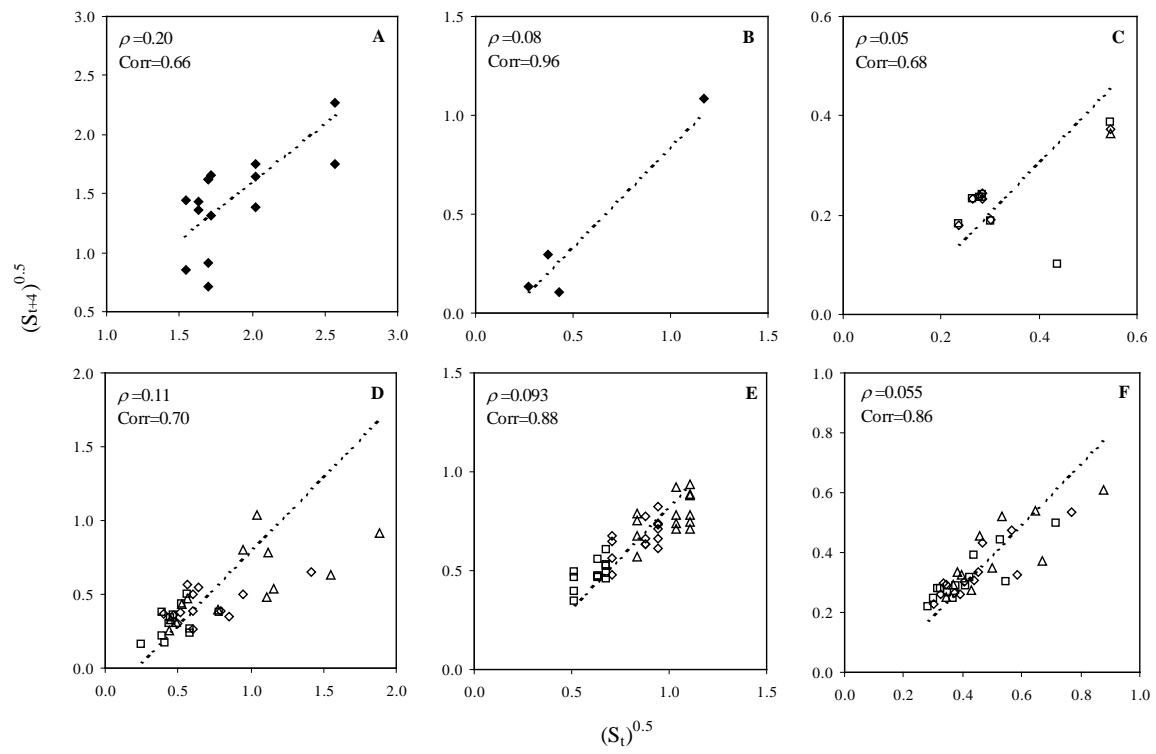 ρ=0.20
Corr=0.66
A
3.0
2.5
2.0
1.5
1.0
0.5
1.0 1.5 2.0 2.5 3.0
ρ=0.08
Corr=0.96
B
1.5
1.0
0.5
0.0
0.0 0.5 1.0 1.5
ρ=0.05
Corr=0.68
C
0.6
0.4
0.2
0.0
0.0 0.2 0.4 0.6
(St+4)0.5
ρ=0.11
Corr=0.70
D
2.0
1.5
1.0
0.5
0.0
0.0 0.5 1.0 1.5 2.0
ρ=0.093
Corr=0.88
E
1.5
1.0
0.5
0.0
0.0 0.5 1.0 1.5
ρ=0.055
Corr=0.86
F
1.0
0.8
0.6
0.4
0.2
0.0
0.0 0.2 0.4 0.6 0.8 1.0
(St)0.5